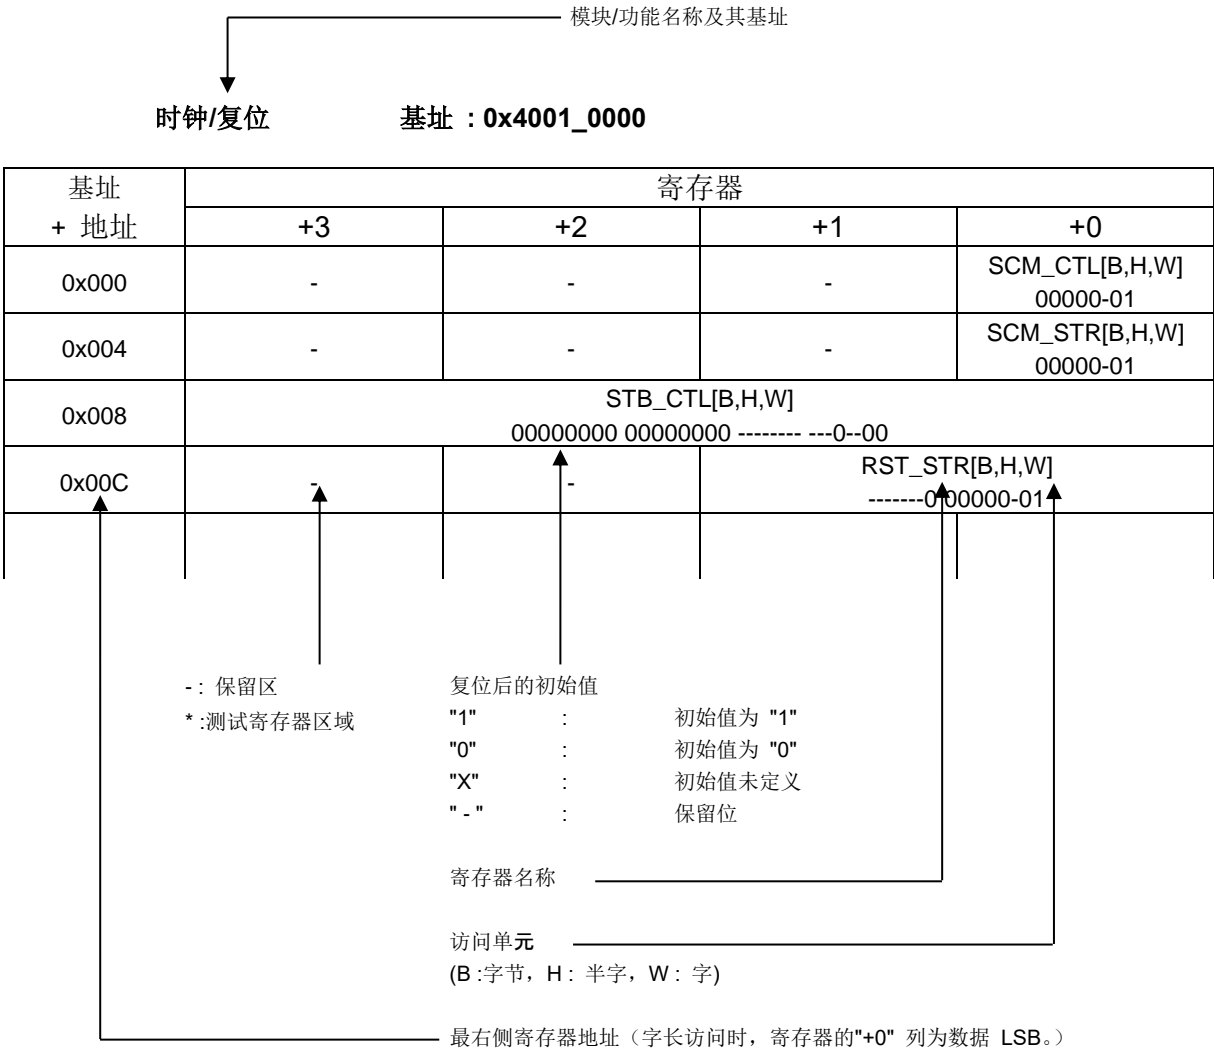 模块/功能名称及其基址
时钟/复位 基址 : 0x4001_0000
基址 + 地址 寄存器
+3 +2 +1 +0
0x000 - - - SCM_CTL[B,H,W]
00000-01
0x004 - - - SCM_STR[B,H,W]
00000-01
0x008 STB_CTL[B,H,W]
00000000 00000000 -------- ---0--00
0x00C - - RST_STR[B,H,W]
-------0 00000-01
- : 保留区
* :测试寄存器区域
复位后的初始值
"1" : 初始值为 "1"
"0" : 初始值为 "0"
"X" : 初始值未定义
" - " : 保留位
寄存器名称
访问单元
(B :字节，H : 半字，W : 字)
最右侧寄存器地址（字长访问时，寄存器的"+0" 列为数据 LSB。）